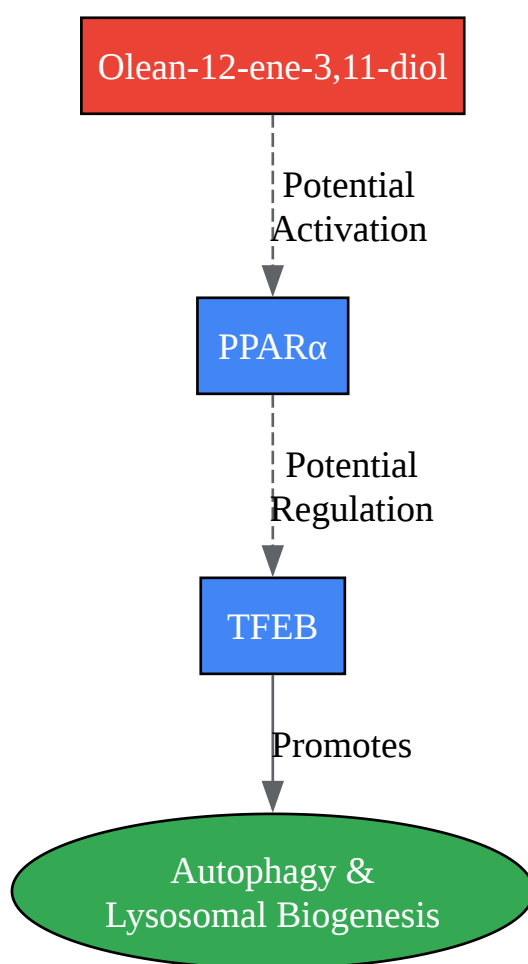 Olean-12-ene-3,11-diol
Potential
Activation
PPARα
Potential
Regulation
TFEB
Promotes
Autophagy &
Lysosomal Biogenesis